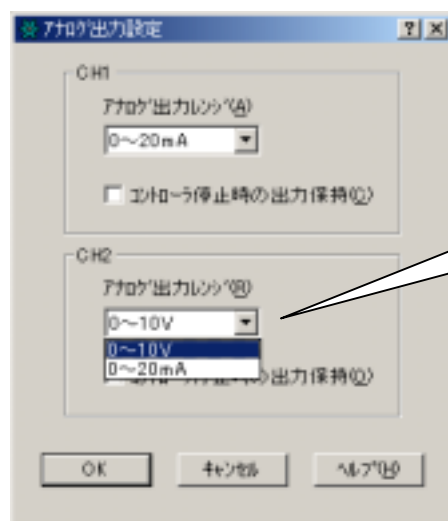 アナログ出力設定
CH1
アナログ出力レンジ(A)
0～20mA
コントローラ停止時の出力保持(C)
CH2
アナログ出力レンジ(R)
0～10V
0～10V
0～20mA
の出力保持(O)
OK
キャンセル
ヘルプ(H)